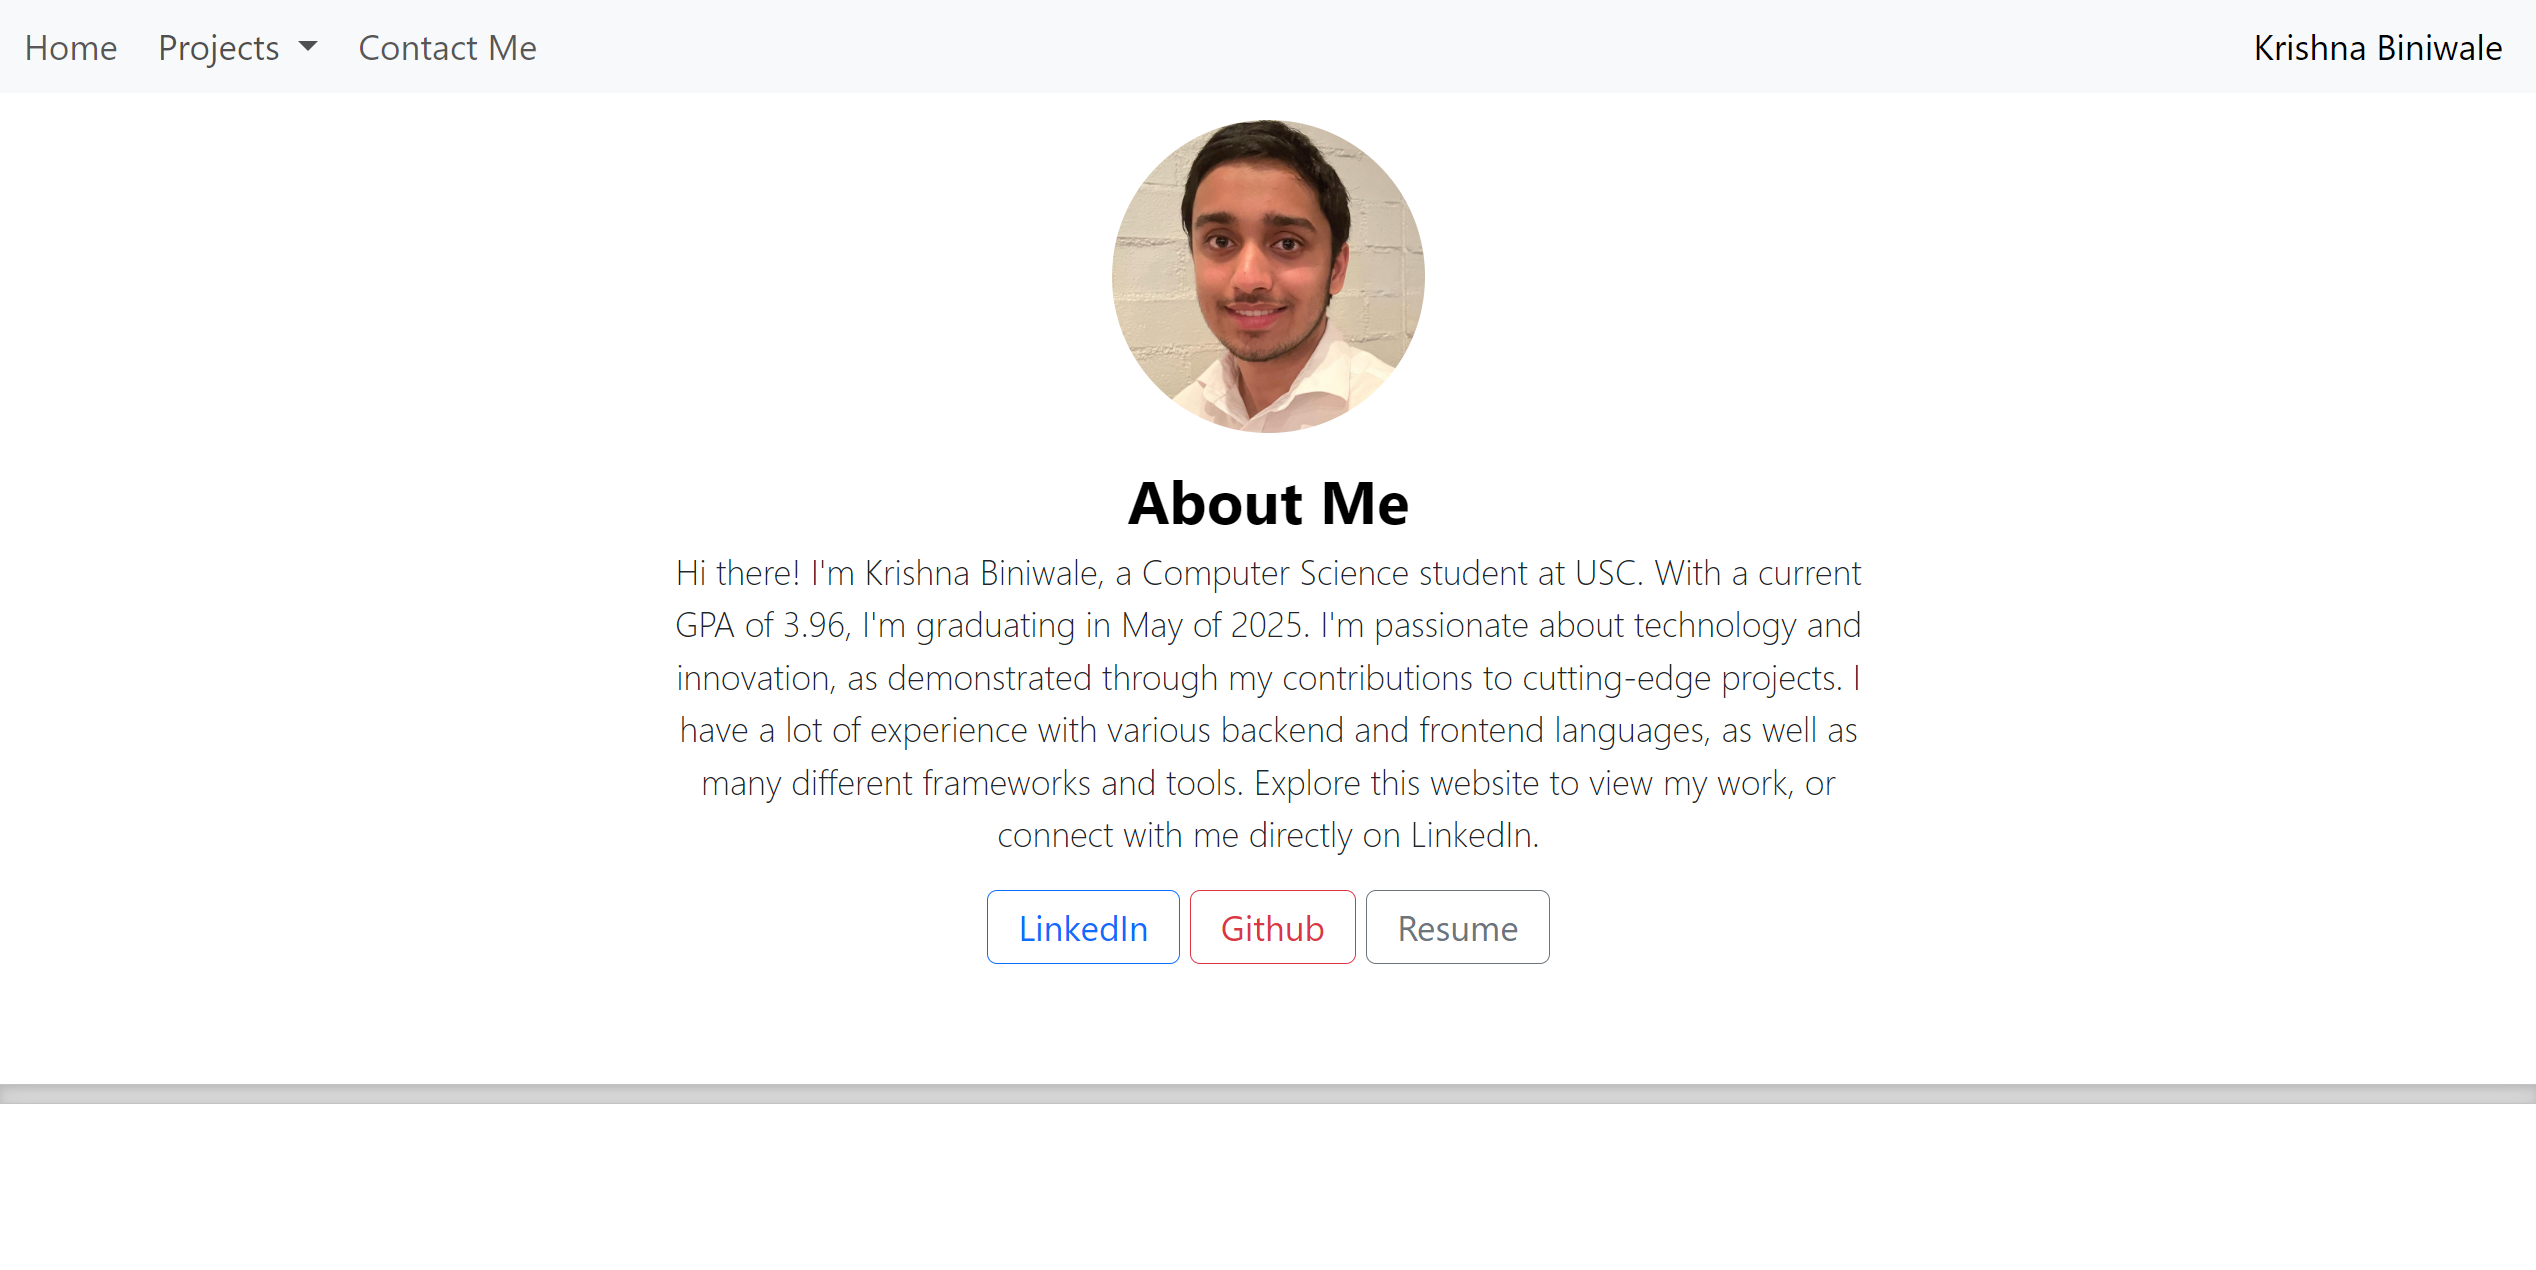 Home Projects Contact Me Krishna Biniwale
About Me
Hi there! I'm Krishna Biniwale, a Computer Science student at USC. With a current
GPA of 3.96, I'm graduating in May of 2025. I'm passionate about technology and
innovation, as demonstrated through my contributions to cutting-edge projects. I
have a lot of experience with various backend and frontend languages, as well as
many different frameworks and tools. Explore this website to view my work, or
connect with me directly on LinkedIn.
LinkedIn Github Resume